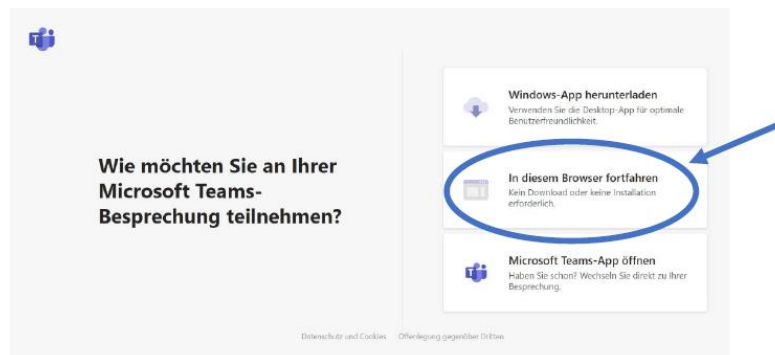 Wie möchten Sie an Ihrer
Microsoft Teams-
Besprechung teilnehmen?
Windows-App herunterladen
Verwenden Sie die Desktop-App für optimale
Benutzerfreundlichkeit.
In diesem Browser fortfahren
Kein Download oder keine Installation
erforderlich.
Microsoft Teams-App öffnen
Haben Sie schon? Wechseln Sie direkt zu Ihrer
Besprechung.
Datenschutz und Cookies Offenlegung gegenüber Dritten